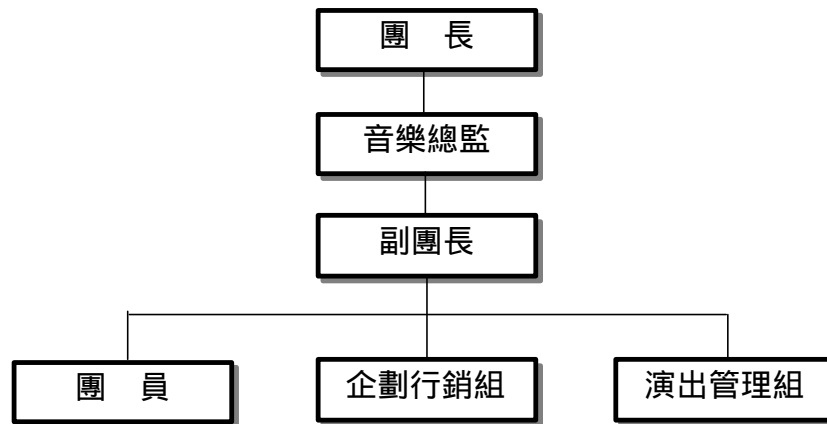 團　長
音樂總監
副團長
團　員
企劃行銷組
演出管理組